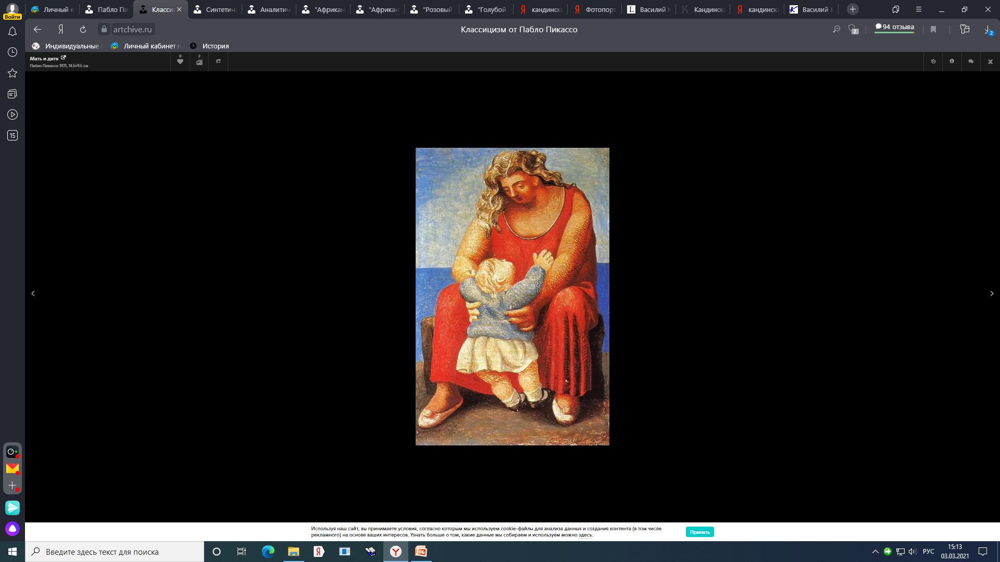 Войти
Личный к
Пабло Пи
Класси
Синтетиче
Аналитич
"Африкан
"Африкан
"Розовый
"Голубой
кандинск
Фотопорт
Василий К
Кандинск
кандинск
Василий К
artchive.ru
Классицизм от Пабло Пикассо
2
94 отзыва
2
Индивидуальные
Личный кабинет п
История
Мать и дитя
Пабло Пикассо 1921, 14.5×9.5 см
0
2
15
Используя наш сайт, вы принимаете условия, согласно которым мы используем cookie-файлы для анализа данных и создания контента (в том числе
рекламного) на основе ваших интересов. Узнать больше о том, какие данные мы собираем и используем можно здесь.
Принять
Введите здесь текст для поиска
РУС
15:13
03.03.2021